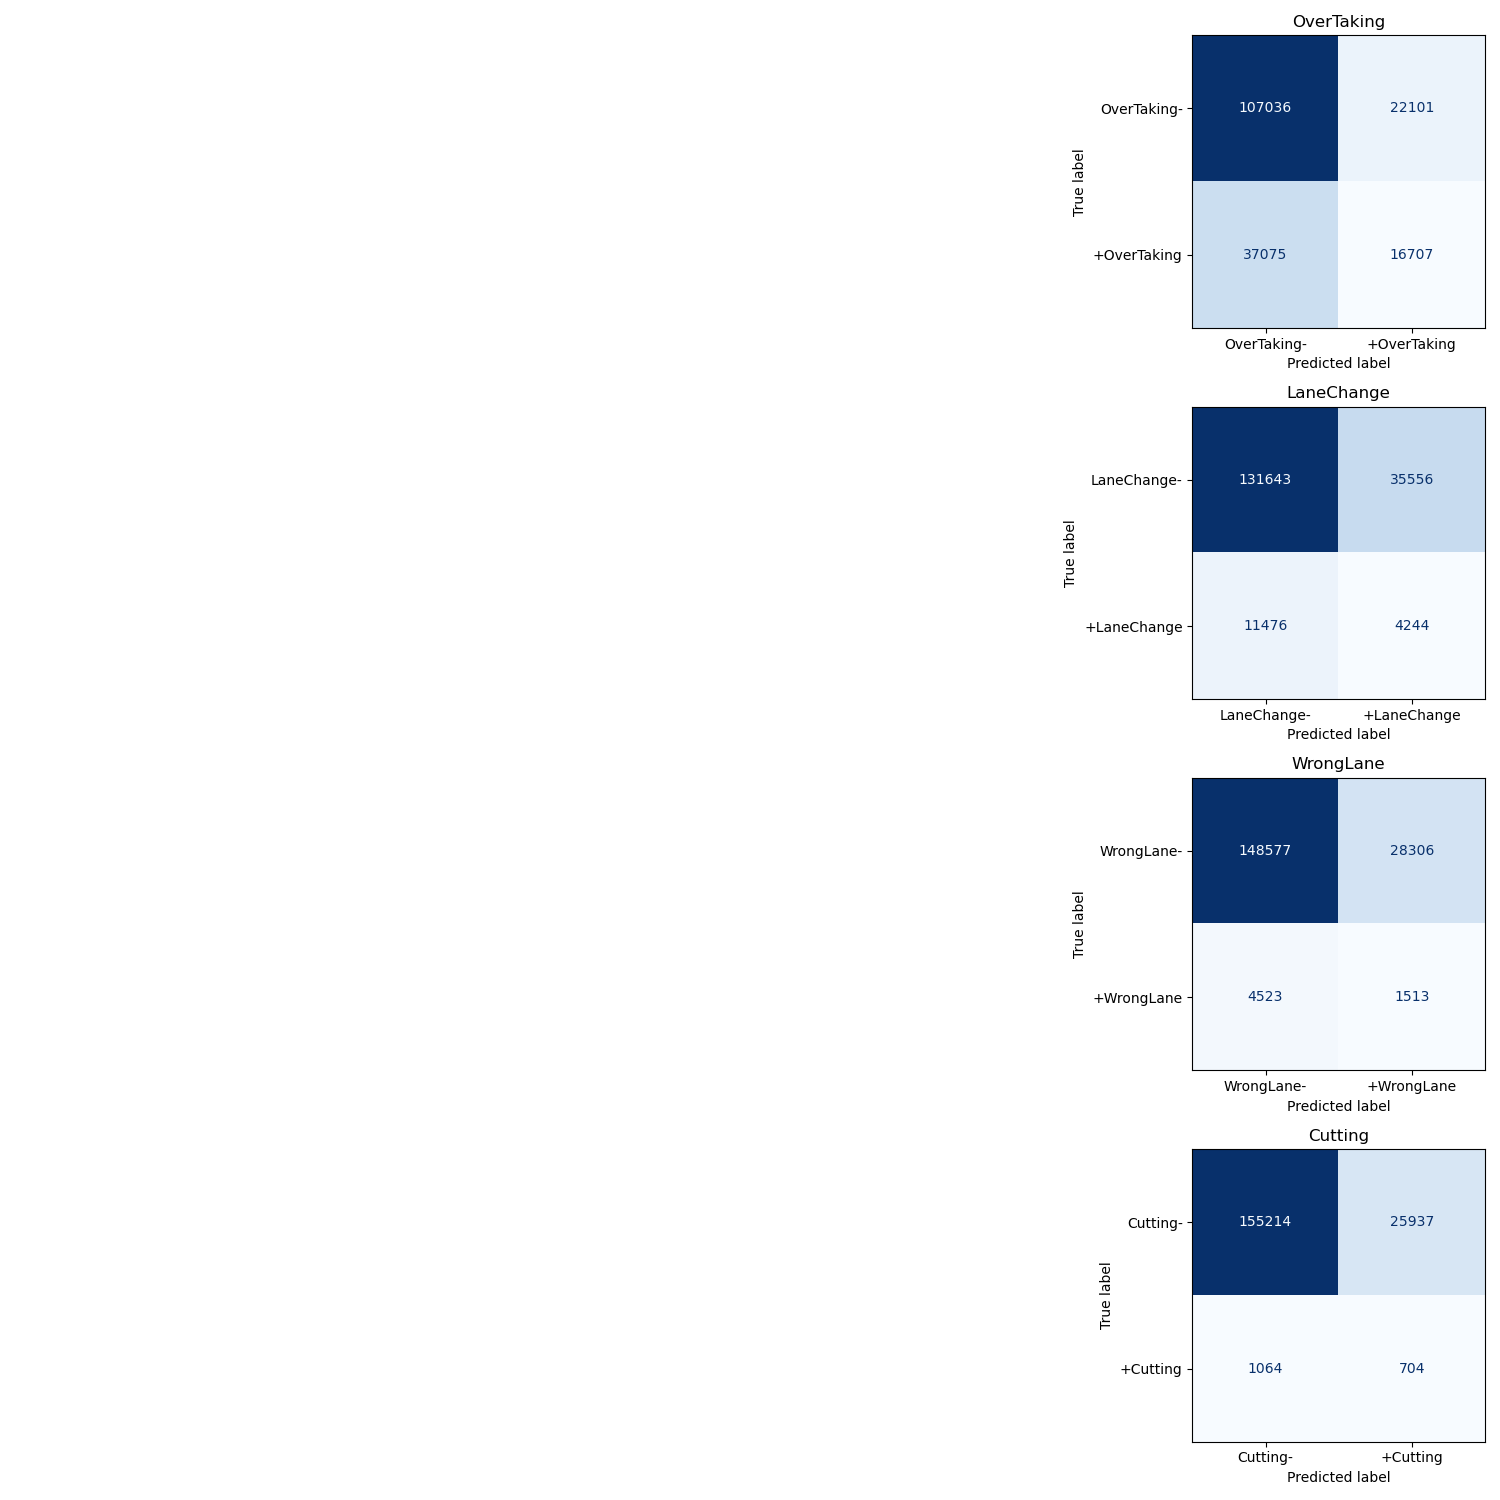 OverTaking
OverTaking-
107036 22101
True label
+OverTaking
37075 16707
OverTaking- +OverTaking
Predicted label
LaneChange
LaneChange-
131643 35556
True label
+LaneChange
11476 4244
LaneChange- +LaneChange
Predicted label
WrongLane
WrongLane-
148577 28306
True label
+WrongLane
4523 1513
WrongLane- +WrongLane
Predicted label
Cutting
Cutting-
155214 25937
True label
+Cutting
1064 704
Cutting- +Cutting
Predicted label